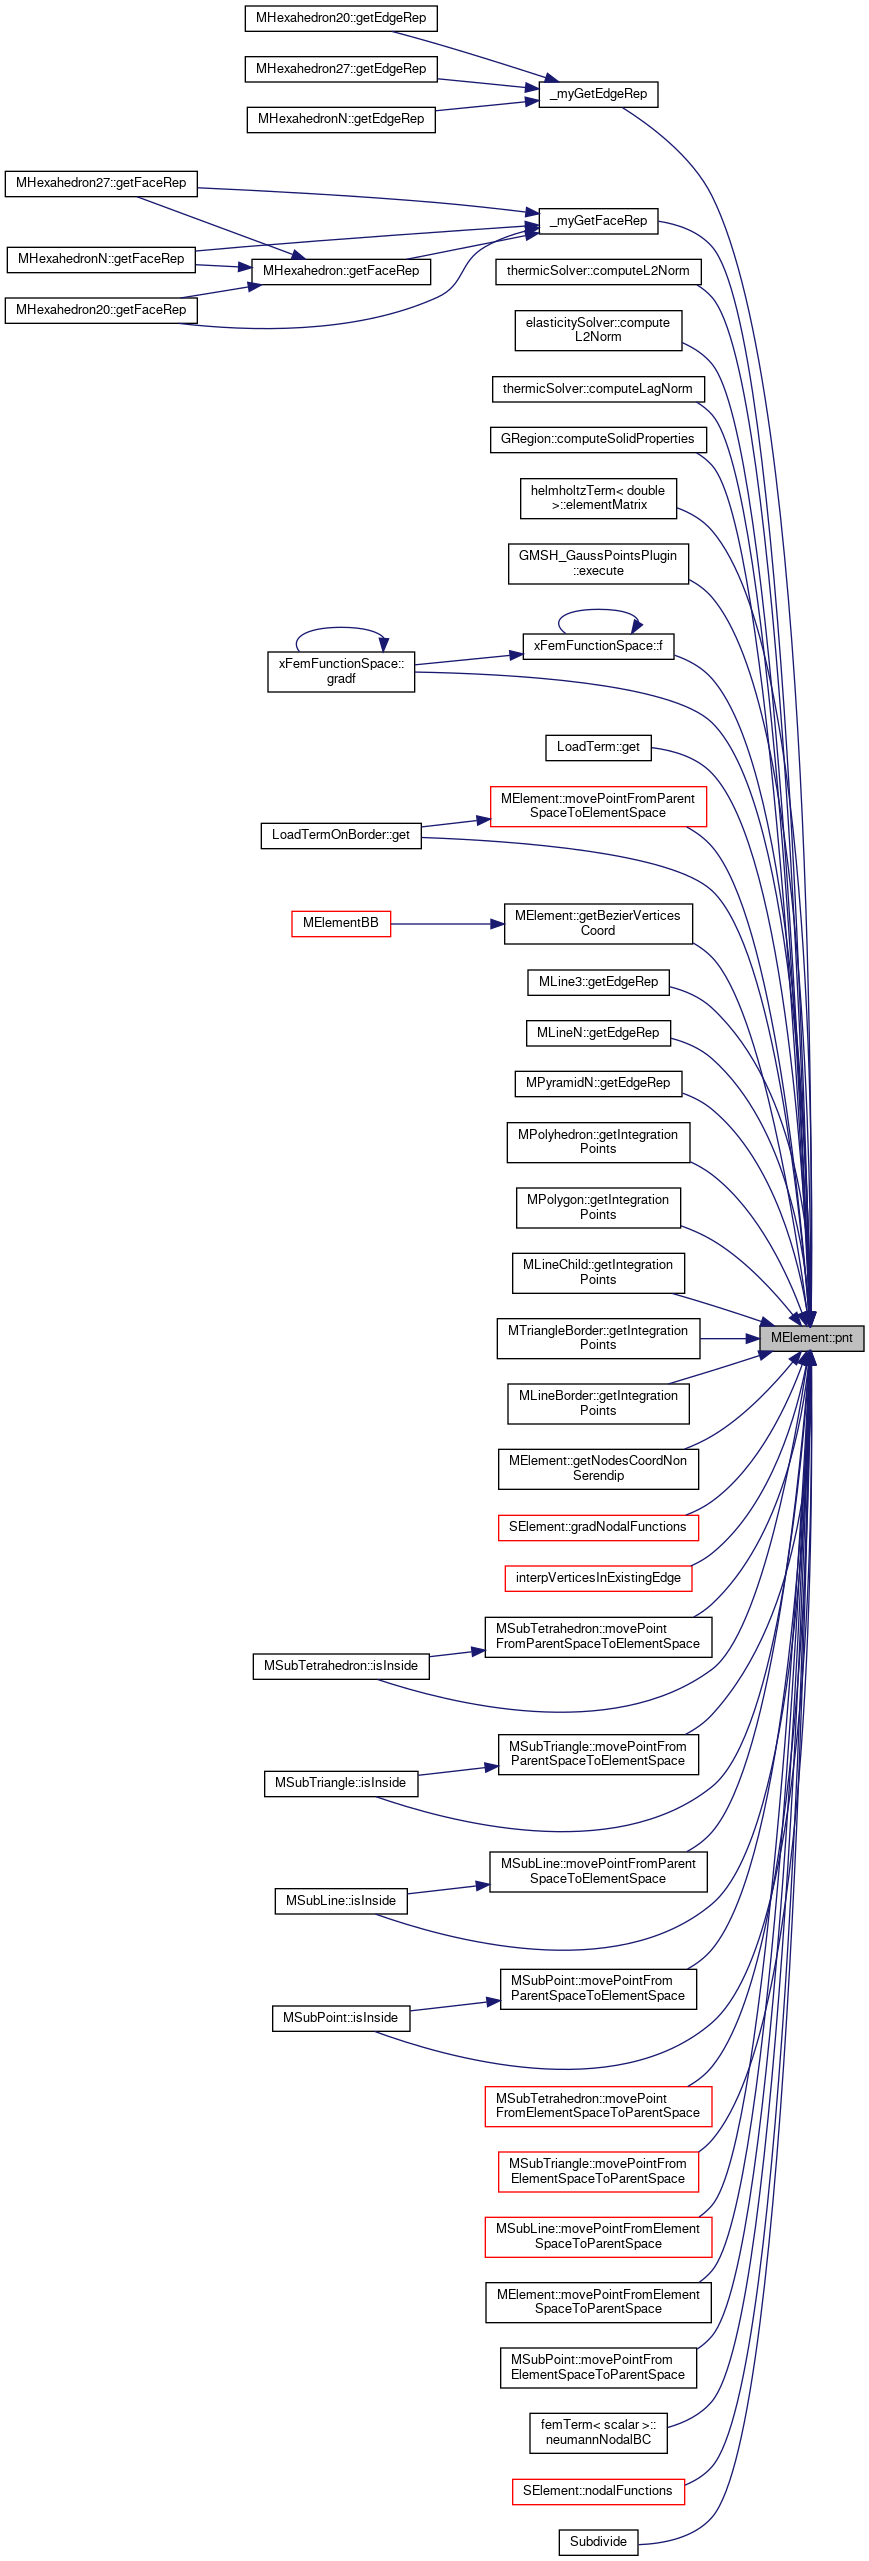 MHexahedron20::getEdgeRep
MHexahedron27::getEdgeRep
_myGetEdgeRep
MHexahedronN::getEdgeRep
MHexahedron27::getFaceRep
_myGetFaceRep
MHexahedronN::getFaceRep
MHexahedron::getFaceRep
thermicSolver::computeL2Norm
MHexahedron20::getFaceRep
elasticitySolver::compute
L2Norm
thermicSolver::computeLagNorm
GRegion::computeSolidProperties
helmholtzTerm< double
>::elementMatrix
GMSH_GaussPointsPlugin
::execute
xFemFunctionSpace::f
xFemFunctionSpace::
gradf
LoadTerm::get
MElement::movePointFromParent
SpaceToElementSpace
LoadTermOnBorder::get
MElement::getBezierVertices
Coord
MElementBB
MLine3::getEdgeRep
MLineN::getEdgeRep
MPyramidN::getEdgeRep
MPolyhedron::getIntegration
Points
MPolygon::getIntegration
Points
MLineChild::getIntegration
Points
MTriangleBorder::getIntegration
Points
MElement::pnt
MLineBorder::getIntegration
Points
MElement::getNodesCoordNon
Serendip
SElement::gradNodalFunctions
interpVerticesInExistingEdge
MSubTetrahedron::movePoint
FromParentSpaceToElementSpace
MSubTetrahedron::isInside
MSubTriangle::movePointFrom
ParentSpaceToElementSpace
MSubTriangle::isInside
MSubLine::movePointFromParent
SpaceToElementSpace
MSubLine::isInside
MSubPoint::movePointFrom
ParentSpaceToElementSpace
MSubPoint::isInside
MSubTetrahedron::movePoint
FromElementSpaceToParentSpace
MSubTriangle::movePointFrom
ElementSpaceToParentSpace
MSubLine::movePointFromElement
SpaceToParentSpace
MElement::movePointFromElement
SpaceToParentSpace
MSubPoint::movePointFrom
ElementSpaceToParentSpace
femTerm< scalar >::
neumannNodalBC
SElement::nodalFunctions
Subdivide